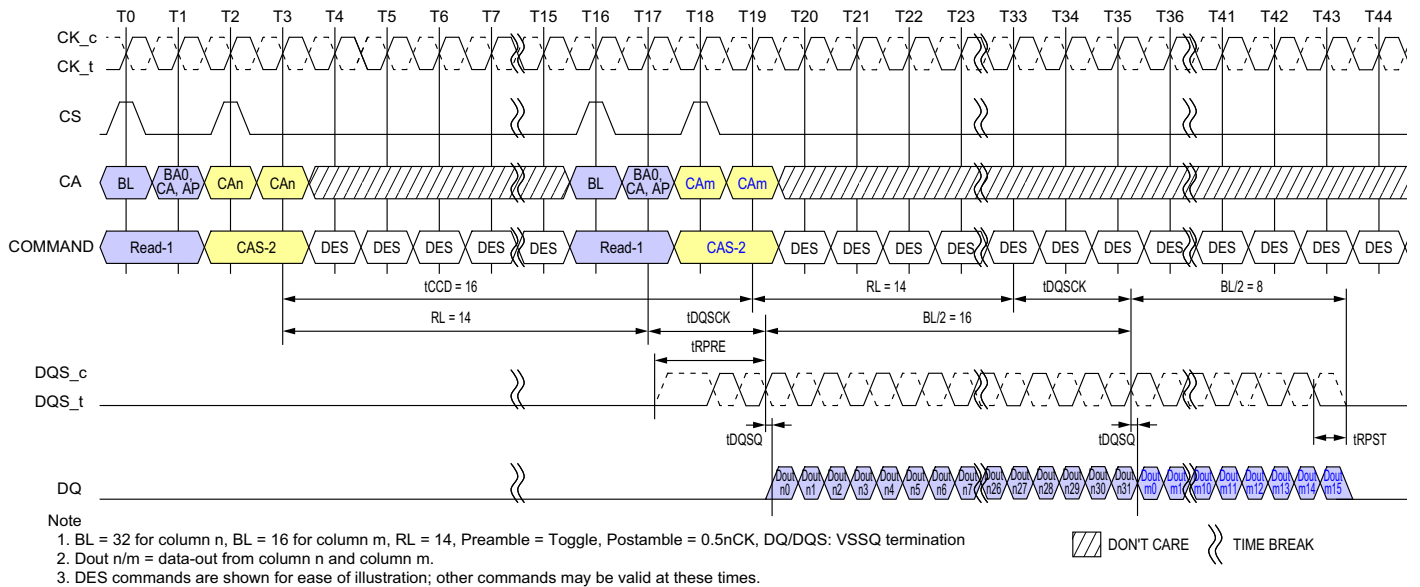 T0 T1 T2 T3 T4 T5 T6 T7 T15 T16 T17 T18 T19 T20 T21 T22 T23 T33 T34 T35 T36 T41 T42 T43 T44
CK_c
CK_t
CS
CA BL BA0, CA, AP CAn CAn BL BA0, CA, AP CAm CAm
COMMAND Read-1 CAS-2 DES DES DES DES DES Read-1 CAS-2 DES DES DES DES DES DES DES DES DES DES DES DES
tCCD = 16 RL = 14 tDQSCK BL/2 = 8
RL = 14 tDQSCK BL/2 = 16
tRPRE
DQS_c
DQS_t
tDQSQ tDQSQ tRPST
DQ Dout n0 Dout n1 Dout n2 Dout n3 Dout n4 Dout n5 Dout n6 Dout n7 Dout n26 Dout n27 Dout n28 Dout n29 Dout n30 Dout n31 Dout m0 Dout m1 Dout m10 Dout m11 Dout m12 Dout m13 Dout m14 Dout m15
Note
1. BL = 32 for column n, BL = 16 for column m, RL = 14, Preamble = Toggle, Postamble = 0.5nCK, DQ/DQS: VSSQ termination
2. Dout n/m = data-out from column n and column m.
3. DES commands are shown for ease of illustration; other commands may be valid at these times.
DON'T CARE TIME BREAK